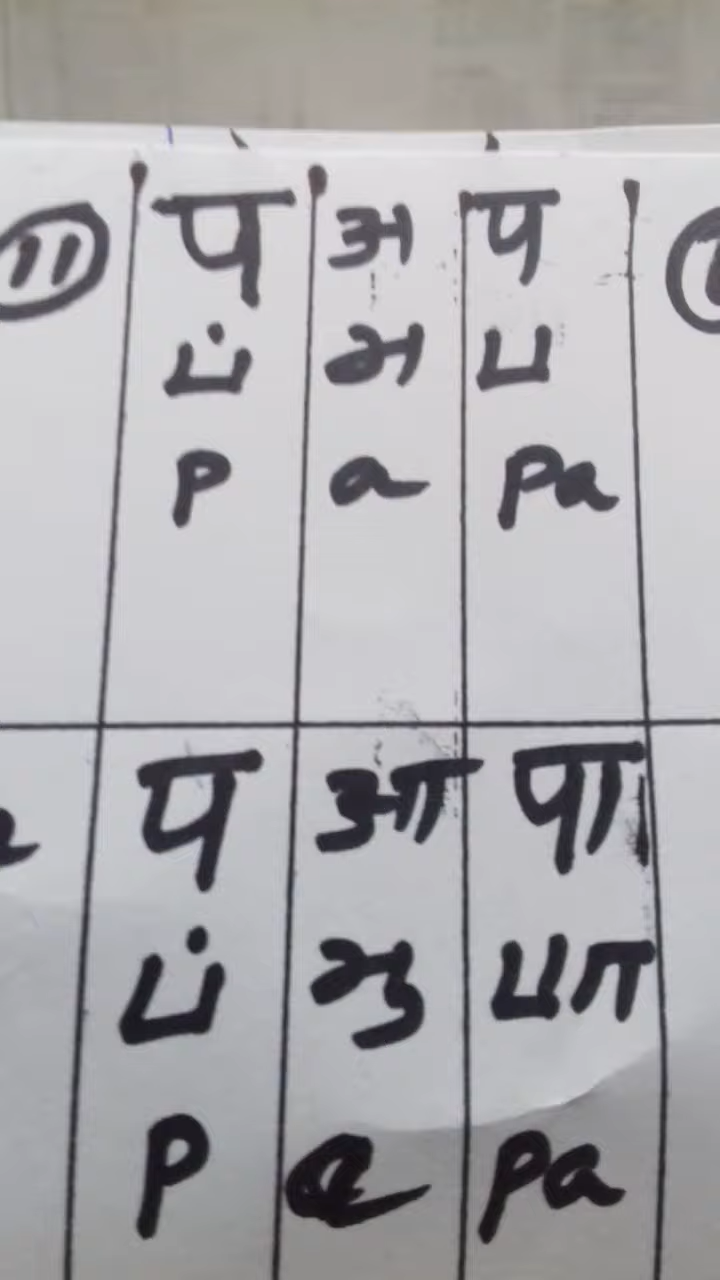 11 प अ प
ப் அ ப
P a Pa
प आ पा
ப் ஆ பா
P a Pa